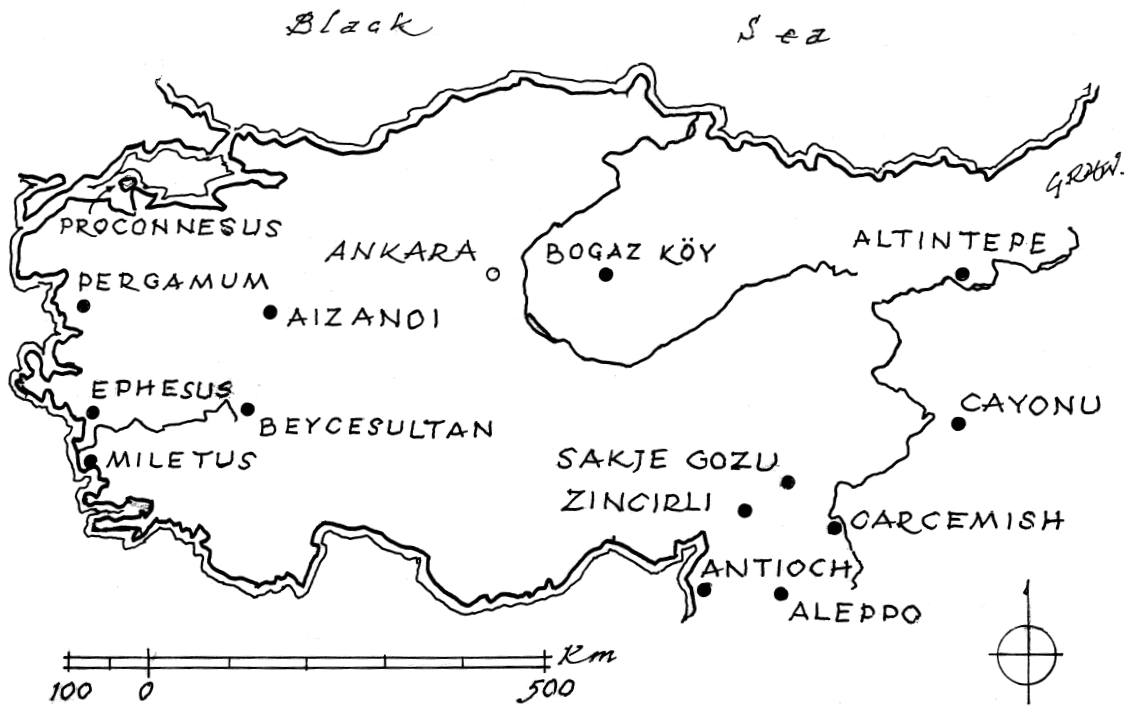 Black Sea
PROCONNESUS
ANKARA
BOGAZ KÖY
ALTINTEPE
PERGAMUM
AIZANOI
EPHESUS
BEYCESULTAN
CAYONU
MILETUS
SAKJE GOZU
ZINCIRLI
CARCEMISH
ANTIOCH
ALEPPO
Km
100 0 500